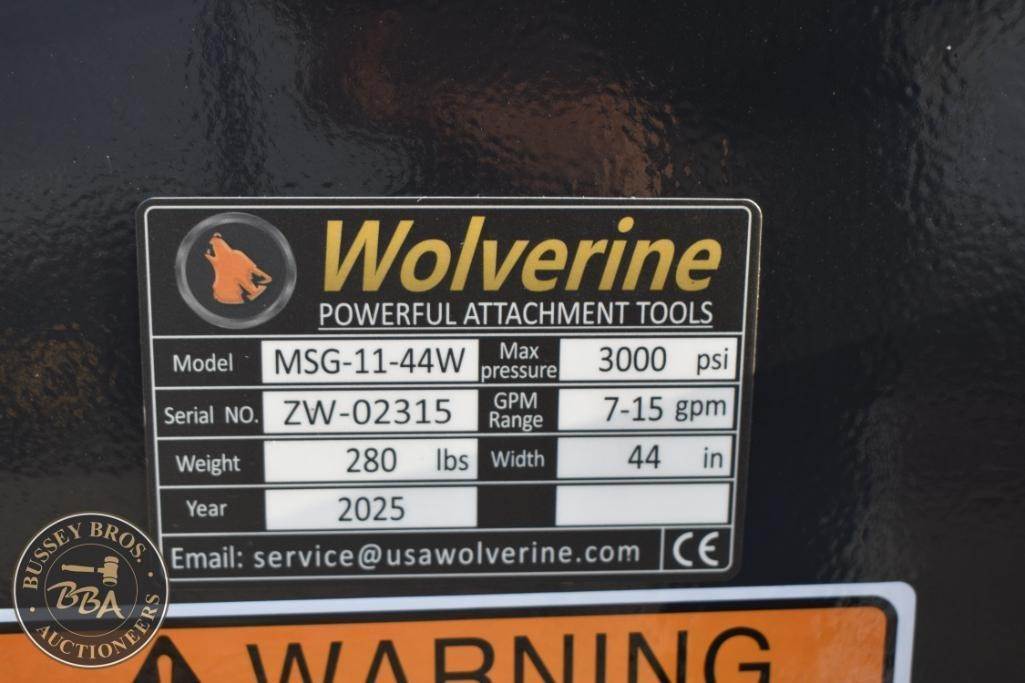 Wolverine
POWERFUL ATTACHMENT TOOLS
Model MSG-11-44W Max pressure 3000 psi
Serial NO. ZW-02315 GPM Range 7-15 gpm
Weight 280 lbs Width 44 in
Year 2025
Email: service@usawolverine.com CE
BUSSEY BROS.
BBA
AUCTIONEERS
WARNING